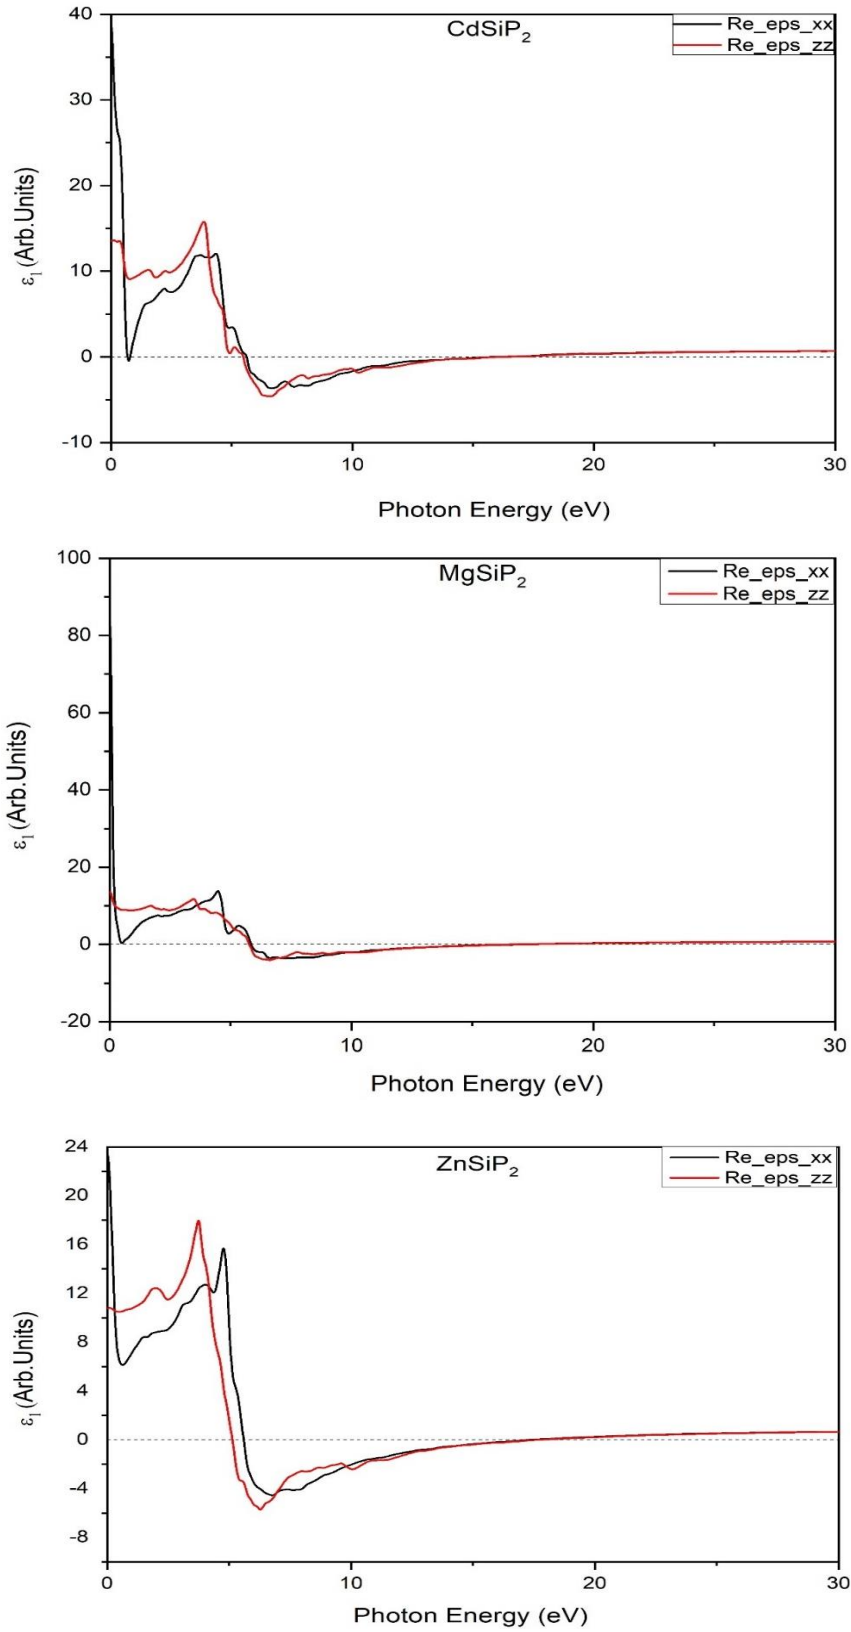 CdSiP₂
Re_eps_xx
Re_eps_zz
40
30
20
10
0
-10
ε₁ (Arb.Units)
0
10
20
30
Photon Energy (eV)
MgSiP₂
Re_eps_xx
Re_eps_zz
100
80
60
40
20
0
-20
ε₁ (Arb.Units)
0
10
20
30
Photon Energy (eV)
ZnSiP₂
Re_eps_xx
Re_eps_zz
24
20
16
12
8
4
0
-4
-8
ε₁ (Arb.Units)
0
10
20
30
Photon Energy (eV)